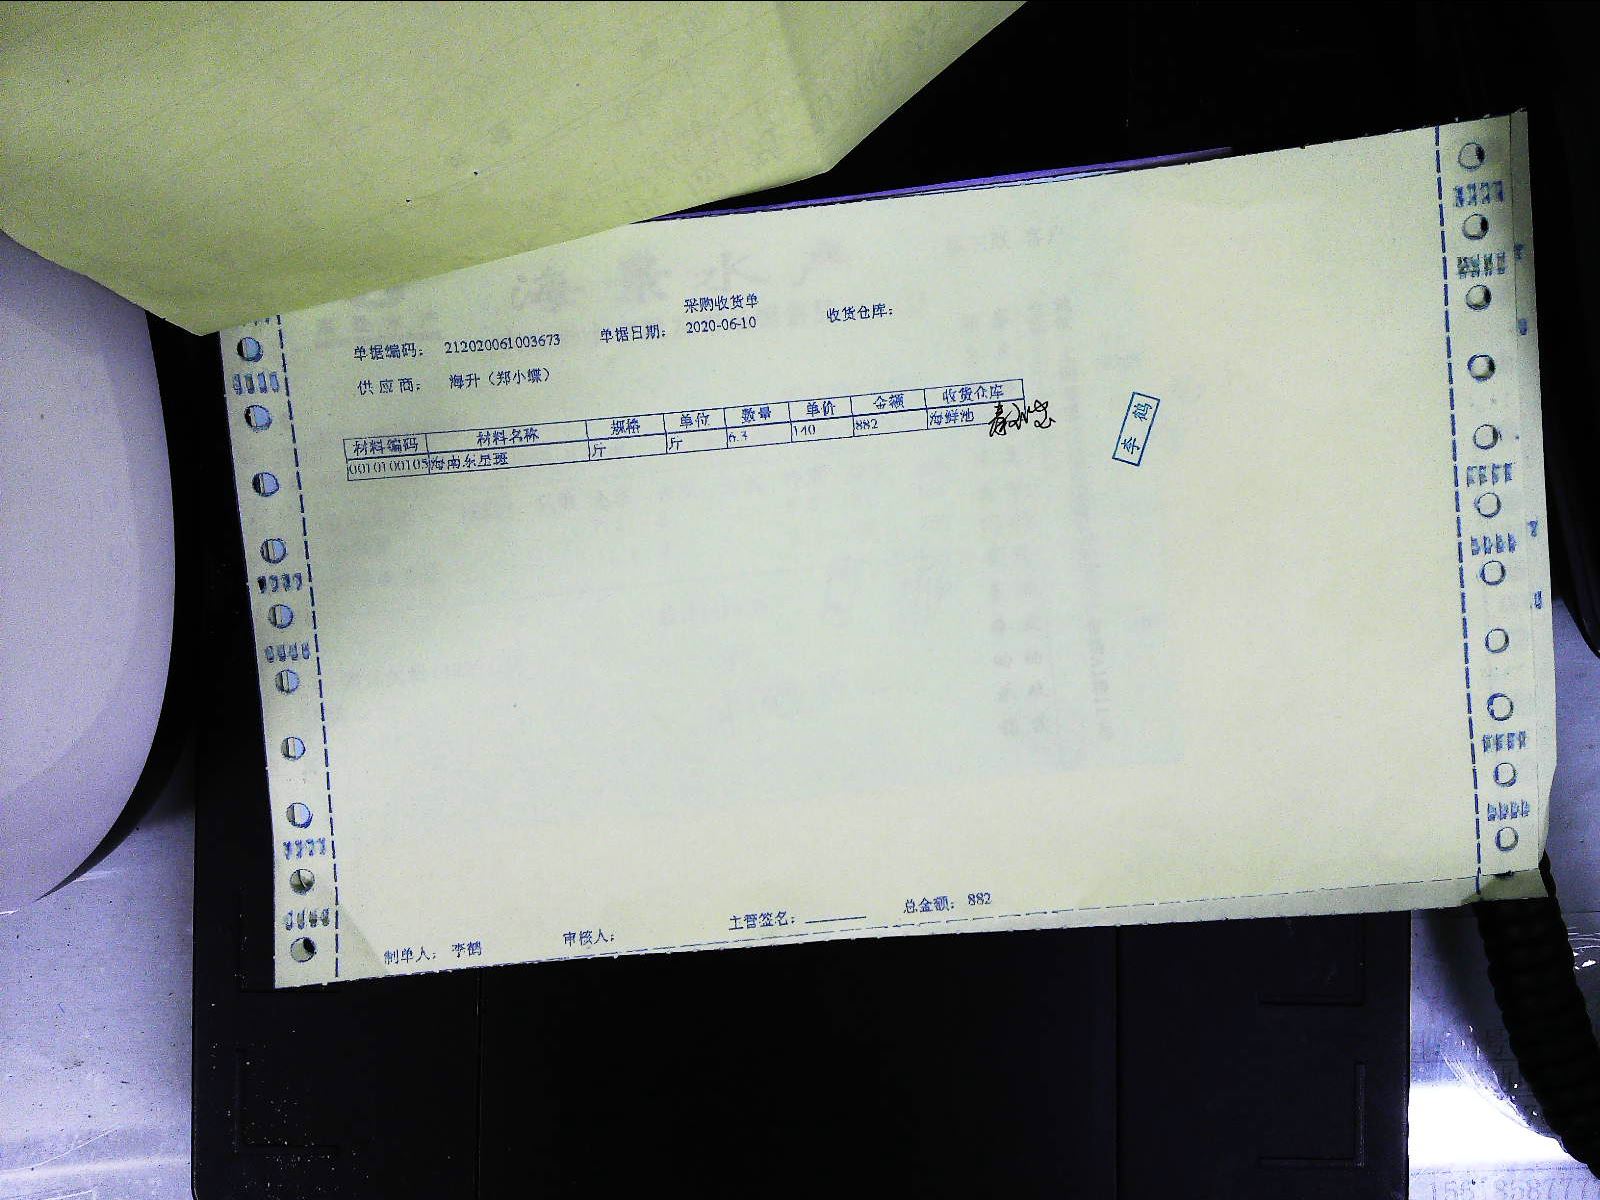 采购收货单
单据编码： 212020061003673 单据日期： 2020-06-10 收货仓库：
供 应 商： 海升（郑小蝶）
材料编码 材料名称 规格 单位 数量 单价 金额 收货仓库
0010100105 海南东星斑 斤 斤 6.3 140 882 海鲜池
李鹤
制单人： 李鹤 审核人： 主管签名： 总金额： 882